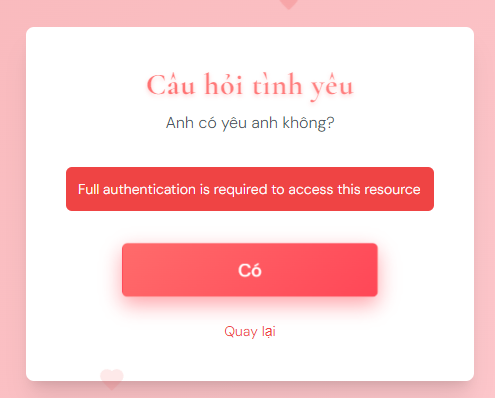 Câu hỏi tình yêu
Anh có yêu anh không?
Full authentication is required to access this resource
Có
Quay lại